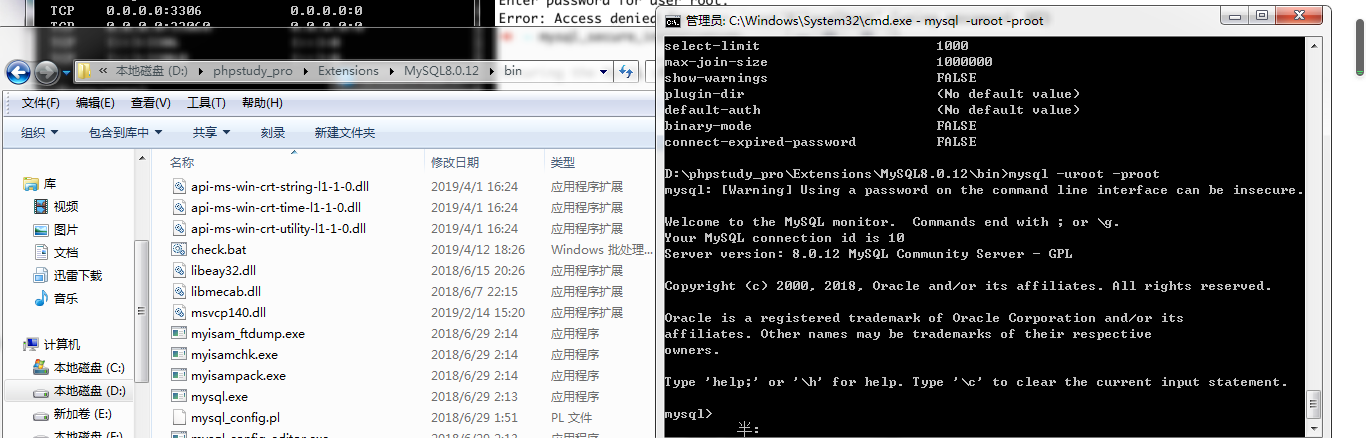 TCP 0.0.0.0:3306 0.0.0.0:0
Enter password for user root:
Error: Access denied
本地磁盘 (D:) phpstudy_pro Extensions MySQL8.0.12 bin
文件(F) 编辑(E) 查看(V) 工具(T) 帮助(H)
组织 包含到库中 共享 刻录 新建文件夹
库
视频
图片
文档
迅雷下载
音乐
计算机
本地磁盘 (C:)
本地磁盘 (D:)
新加卷 (E:)
名称 修改日期 类型
api-ms-win-crt-string-l1-1-0.dll 2019/4/1 16:24 应用程序扩展
api-ms-win-crt-time-l1-1-0.dll 2019/4/1 16:24 应用程序扩展
api-ms-win-crt-utility-l1-1-0.dll 2019/4/1 16:24 应用程序扩展
check.bat 2019/4/12 18:26 Windows 批处理...
libeay32.dll 2018/6/15 20:26 应用程序扩展
libmecab.dll 2018/6/7 22:15 应用程序扩展
msvcp140.dll 2019/2/14 15:20 应用程序扩展
myisam_ftdump.exe 2018/6/29 2:14 应用程序
myisamchk.exe 2018/6/29 2:14 应用程序
myisampack.exe 2018/6/29 2:14 应用程序
mysql.exe 2018/6/29 2:13 应用程序
mysql_config.pl 2018/6/29 1:51 PL 文件
管理员: C:\Windows\System32\cmd.exe - mysql -uroot -proot
select-limit 1000
max-join-size 1000000
show-warnings FALSE
plugin-dir (No default value)
default-auth (No default value)
binary-mode FALSE
connect-expired-password FALSE
D:\phpstudy_pro\Extensions\MySQL8.0.12\bin>mysql -uroot -proot
mysql: [Warning] Using a password on the command line interface can be insecure.
Welcome to the MySQL monitor. Commands end with ; or \g.
Your MySQL connection id is 10
Server version: 8.0.12 MySQL Community Server - GPL
Copyright (c) 2000, 2018, Oracle and/or its affiliates. All rights reserved.
Oracle is a registered trademark of Oracle Corporation and/or its
affiliates. Other names may be trademarks of their respective
owners.
Type 'help;' or '\h' for help. Type '\c' to clear the current input statement.
mysql>
半: